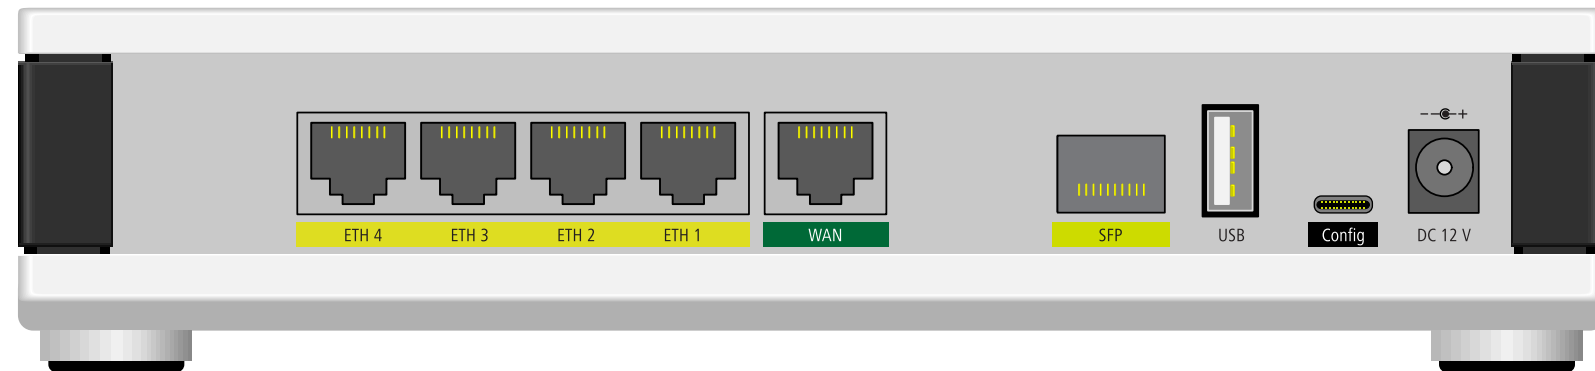 ETH 4
ETH 3
ETH 2
ETH 1
WAN
SFP
USB
Config
DC 12 V